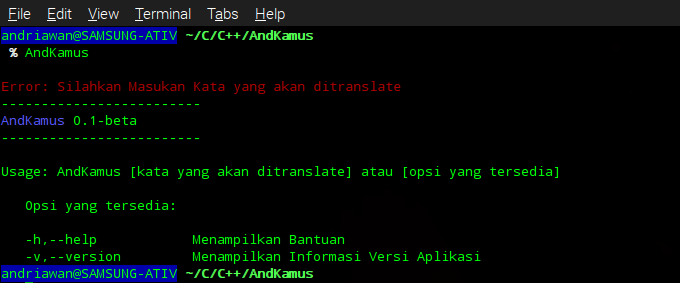 File Edit View Terminal Tabs Help
andriawan@SAMSUNG-ATIV ~/C/C++/AndKamus
% AndKamus
Error: Silahkan Masukan Kata yang akan ditranslate
-------------------------
AndKamus 0.1-beta
-------------------------
Usage: AndKamus [kata yang akan ditranslate] atau [opsi yang tersedia]
Opsi yang tersedia:
-h,--help Menampilkan Bantuan
-v,--version Menampilkan Informasi Versi Aplikasi
andriawan@SAMSUNG-ATIV ~/C/C++/AndKamus